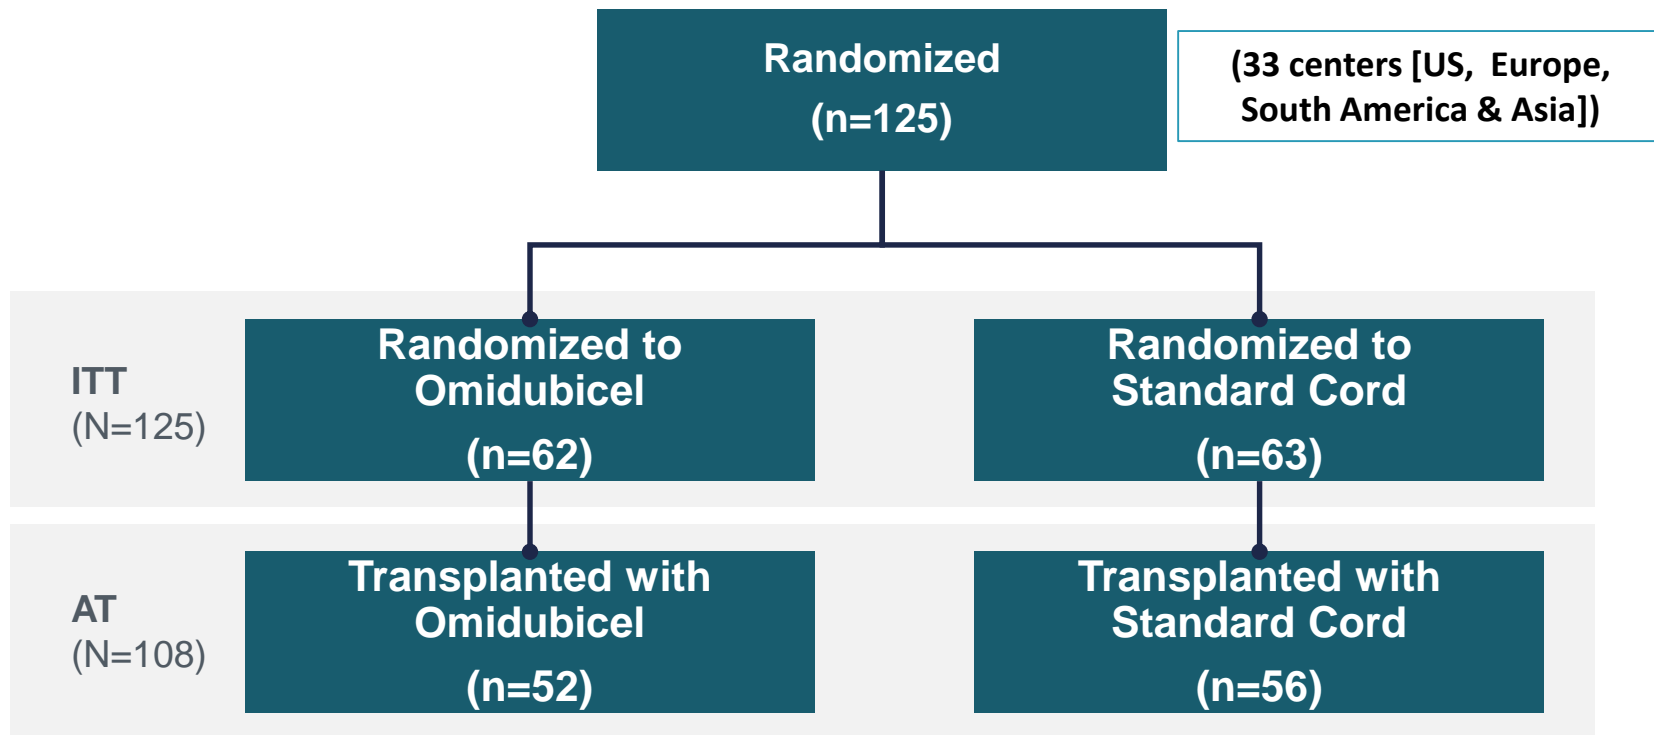 Randomized
(n=125)
(33 centers [US, Europe,
South America & Asia])
ITT
(N=125)
Randomized to
Omidubicel
(n=62)
Randomized to
Standard Cord
(n=63)
AT
(N=108)
Transplanted with
Omidubicel
(n=52)
Transplanted with
Standard Cord
(n=56)